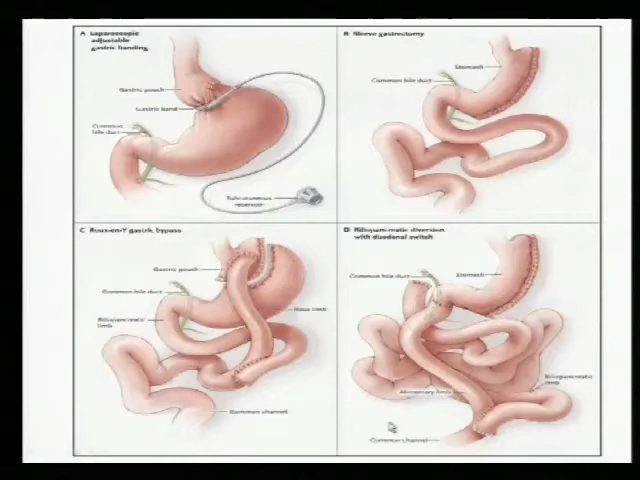 A Laparoscopic
adjustable
gastric banding
Gastric pouch
Gastric band
Common
bile duct
Subcutaneous
reservoir
B Sleeve gastrectomy
Stomach
Common bile duct
C Roux-en-Y gastric bypass
Gastric pouch
Common bile duct
Biliopancreatic
limb
Roux limb
Common channel
D Biliopancreatic diversion
with duodenal switch
Common bile duct
Stomach
Biliopancreatic
limb
Alimentary limb
Common channel